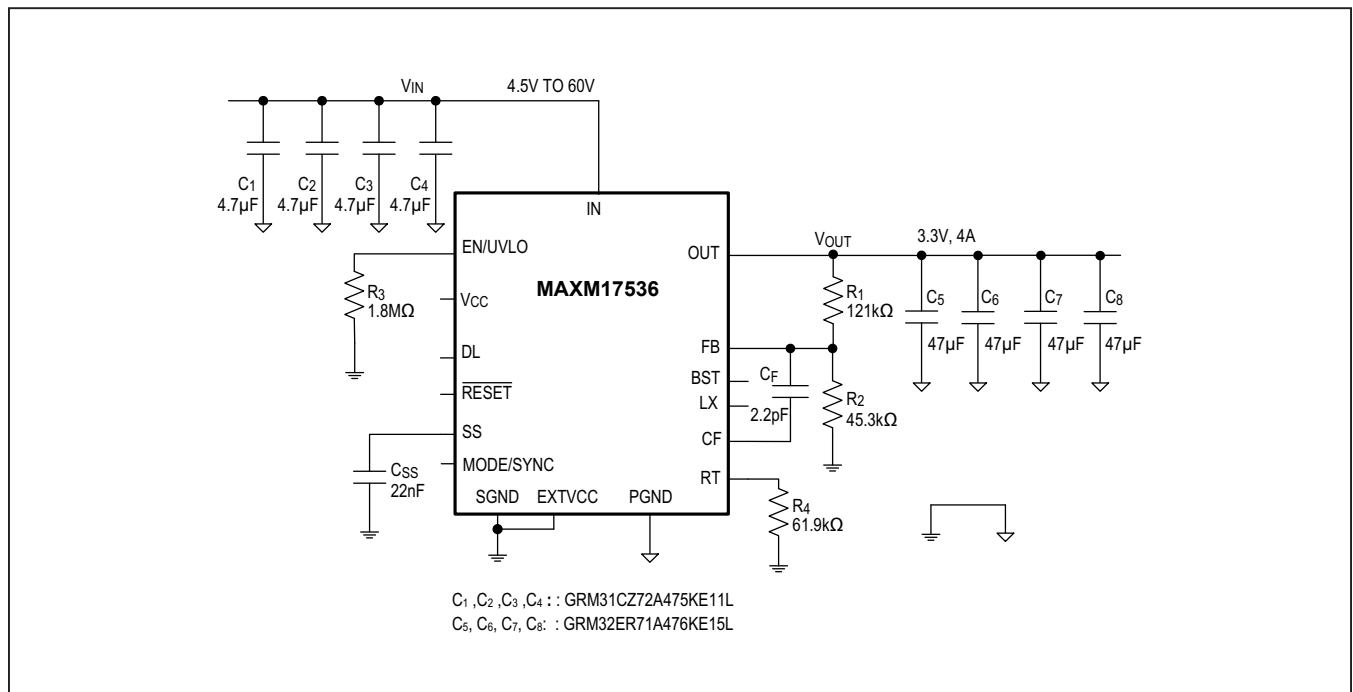 VIN 4.5V TO 60V
C1 4.7µF
C2 4.7µF
C3 4.7µF
C4 4.7µF
IN
EN/UVLO
OUT
VOUT 3.3V, 4A
MAXM17536
R3 1.8MΩ
VCC
R1 121kΩ
C5 47µF
C6 47µF
C7 47µF
C8 47µF
DL
FB
RESET
BST
CF 2.2pF
LX
R2 45.3kΩ
SS
CF
CSS 22nF
MODE/SYNC
RT
SGND EXTVCC PGND
R4 61.9kΩ
C1 ,C2 ,C3 ,C4 : : GRM31CZ72A475KE11L
C5, C6, C7, C8: : GRM32ER71A476KE15L